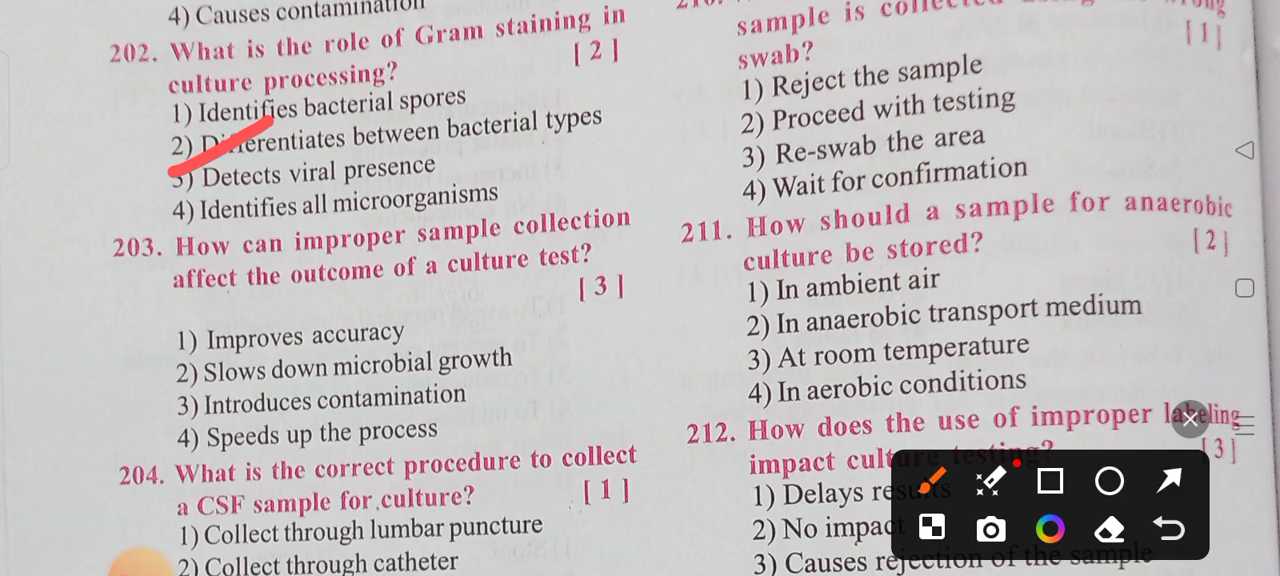 4) Causes contamination
202. What is the role of Gram staining in
culture processing? [ 2 ]
1) Identifies bacterial spores
2) Differentiates between bacterial types
3) Detects viral presence
4) Identifies all microorganisms
203. How can improper sample collection
affect the outcome of a culture test?
[ 3 ]
1) Improves accuracy
2) Slows down microbial growth
3) Introduces contamination
4) Speeds up the process
204. What is the correct procedure to collect
a CSF sample for culture? [ 1 ]
1) Collect through lumbar puncture
2) Collect through catheter
sample is collected wrong
swab? [1]
1) Reject the sample
2) Proceed with testing
3) Re-swab the area
4) Wait for confirmation
211. How should a sample for anaerobic
culture be stored? [2]
1) In ambient air
2) In anaerobic transport medium
3) At room temperature
4) In aerobic conditions
212. How does the use of improper labeling
impact culture testing? [3]
1) Delays results
2) No impact
3) Causes rejection of the sample